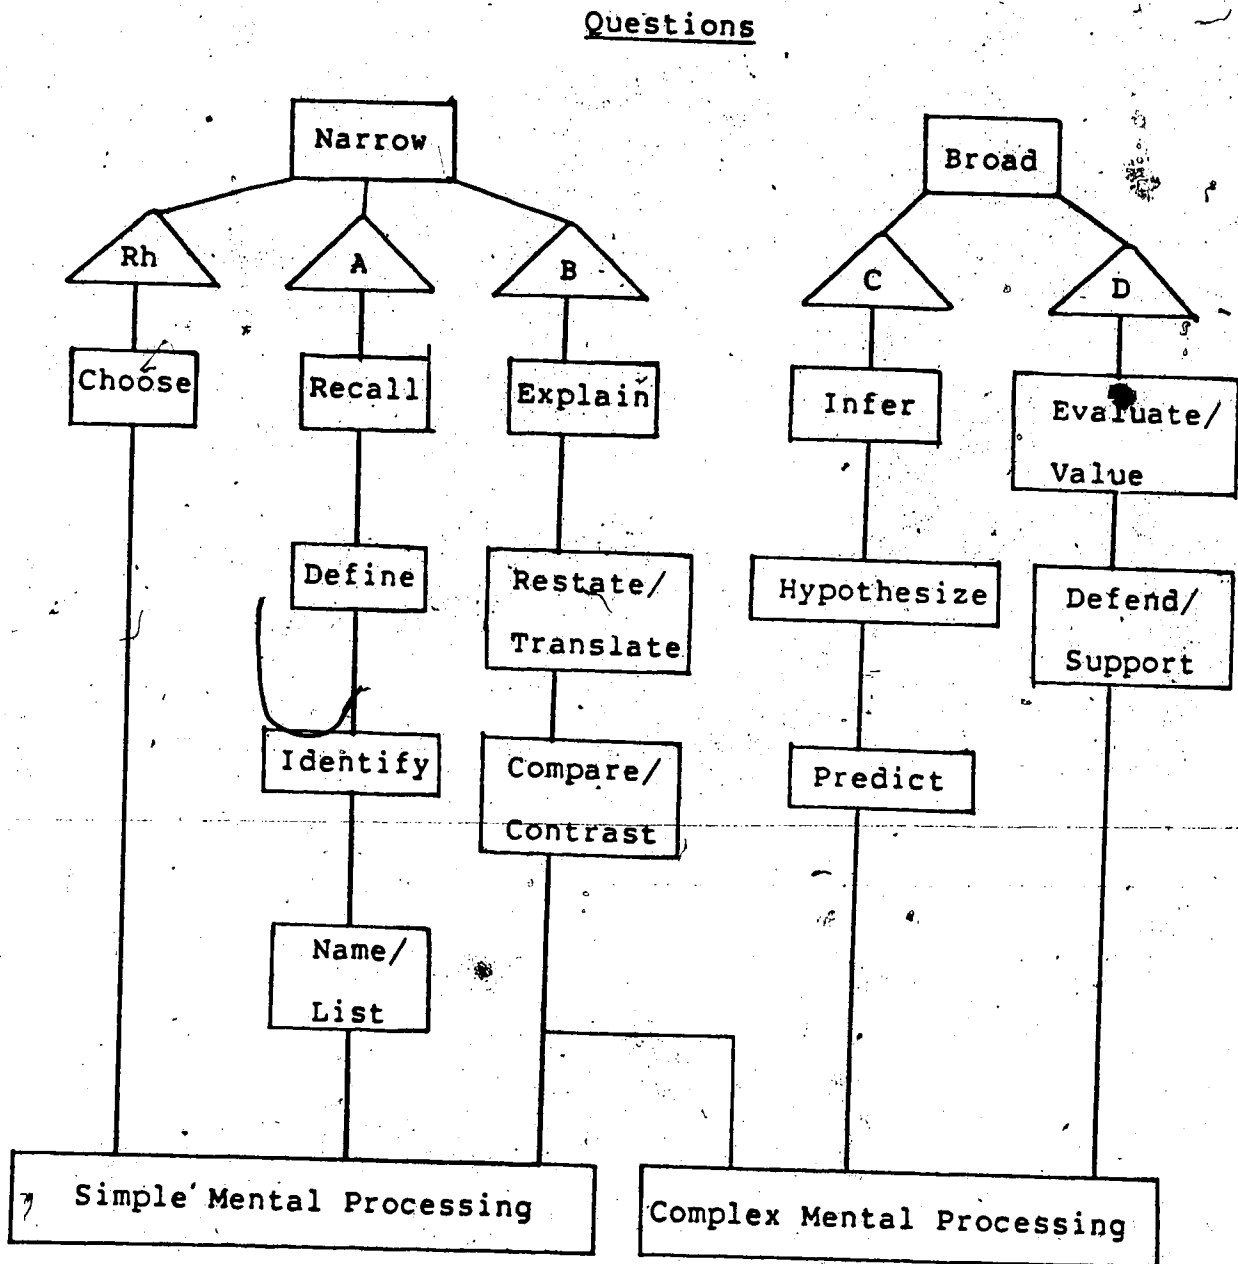 Questions
Narrow
Broad
Rh
A
B
C
D
Choose
Recall
Explain
Infer
Evaluate/
Value
Define
Restate/
Translate
Hypothesize
Defend/
Support
Identify
Compare/
Contrast
Predict
Name/
List
Simple Mental Processing
Complex Mental Processing